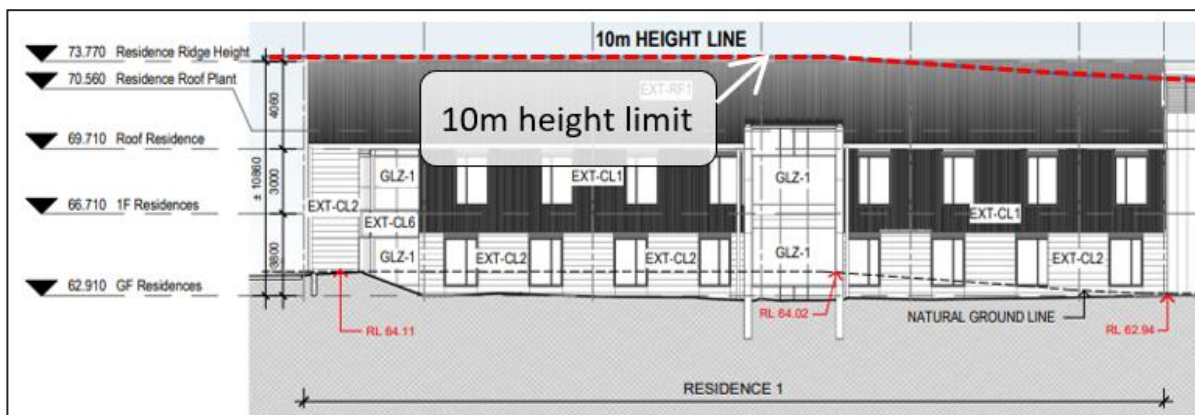 10m HEIGHT LINE
73.770 Residence Ridge Height
70.560 Residence Roof Plant
EXT-RF1
10m height limit
4060
69.710 Roof Residence
± 10860
3000
GLZ-1
EXT-CL1
GLZ-1
EXT-CL2
66.710 1F Residences
EXT-CL1
EXT-CL6
3800
GLZ-1
EXT-CL2
EXT-CL2
GLZ-1
EXT-CL2
62.910 GF Residences
RL 64.11
RL 64.02
NATURAL GROUND LINE
RL 62.94
RESIDENCE 1